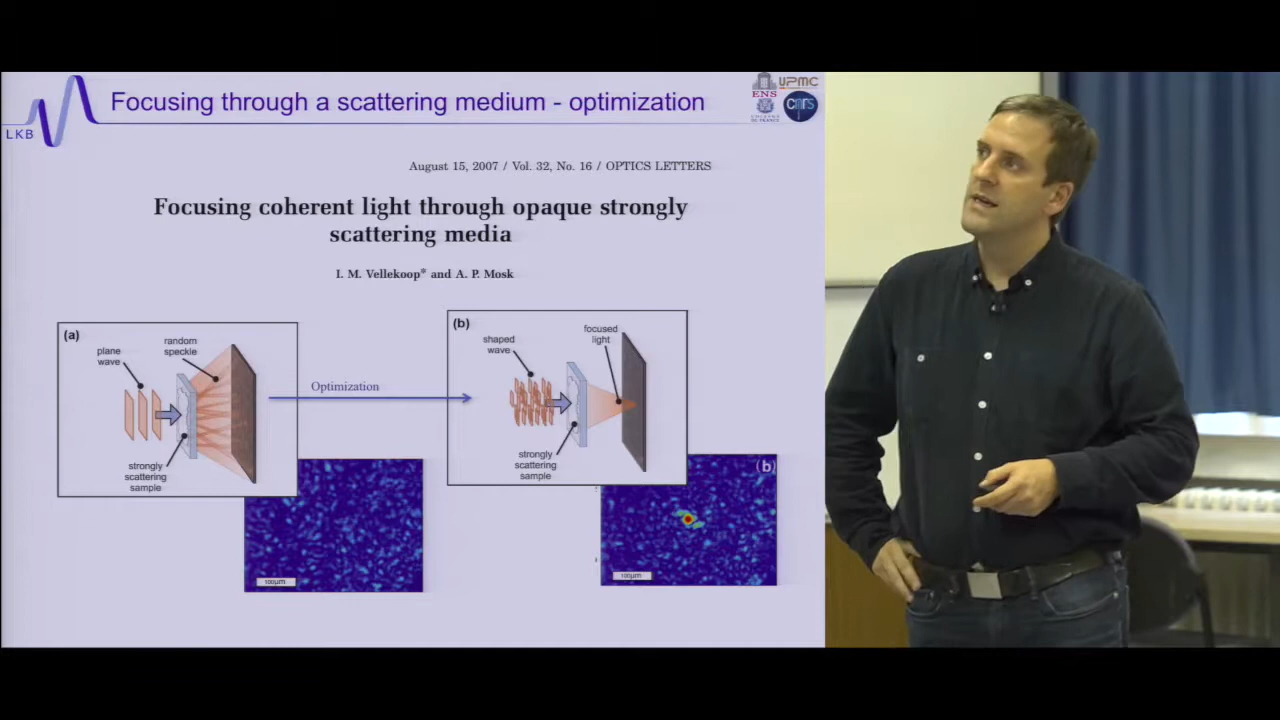 Focusing through a scattering medium - optimization
LKB
UPMC
ENS
cnrs
August 15, 2007 / Vol. 32, No. 16 / OPTICS LETTERS
Focusing coherent light through opaque strongly
scattering media
I. M. Vellekoop* and A. P. Mosk
(a)
plane
wave
random
speckle
strongly
scattering
sample
Optimization
(b)
shaped
wave
focused
light
strongly
scattering
sample
100µm
(b)
100µm